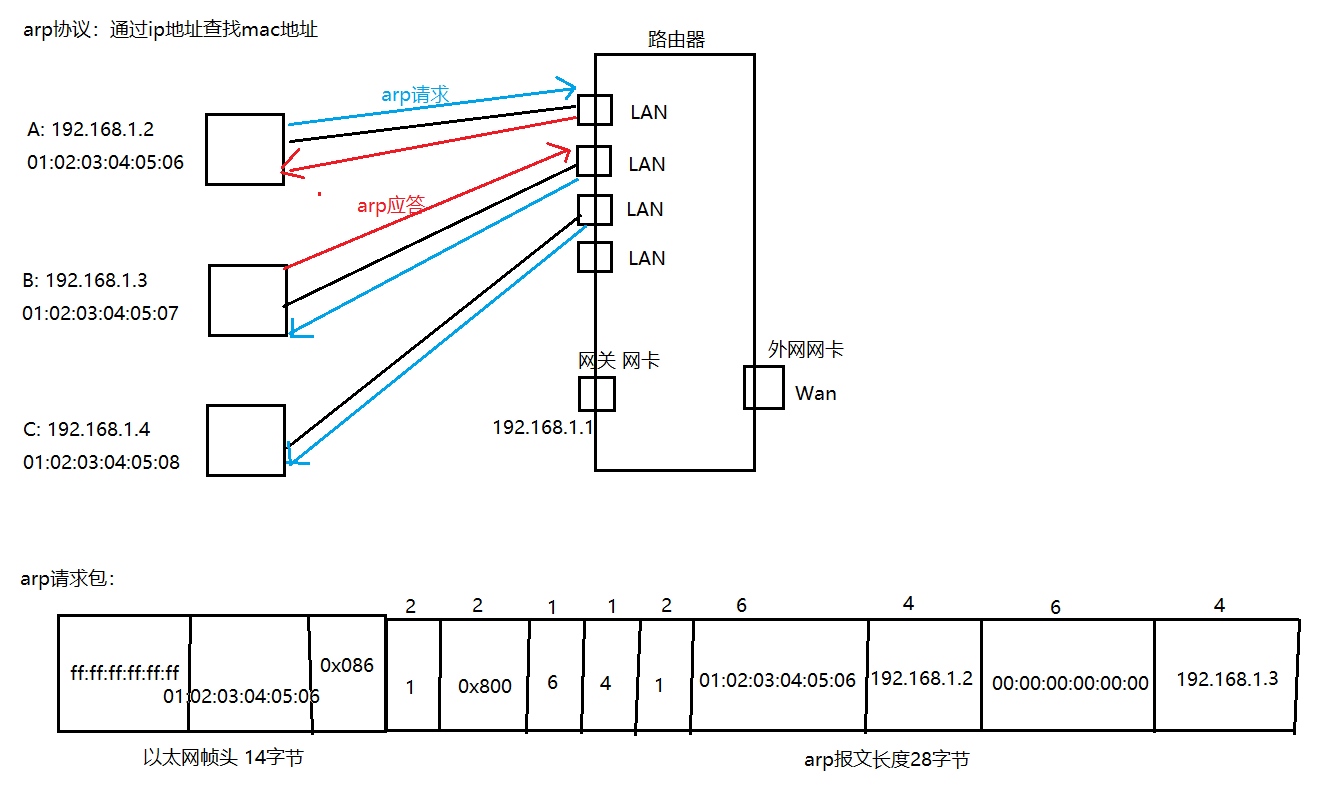 arp协议：通过ip地址查找mac地址
路由器
arp请求
LAN
A: 192.168.1.2
01:02:03:04:05:06
LAN
arp应答
LAN
LAN
B: 192.168.1.3
01:02:03:04:05:07
网关 网卡
外网网卡
Wan
192.168.1.1
C: 192.168.1.4
01:02:03:04:05:08
arp请求包：
2 2 1 1 2 6 4 6 4
ff:ff:ff:ff:ff:ff 01:02:03:04:05:06 0x086 1 0x800 6 4 1 01:02:03:04:05:06 192.168.1.2 00:00:00:00:00:00 192.168.1.3
以太网帧头 14字节
arp报文长度28字节